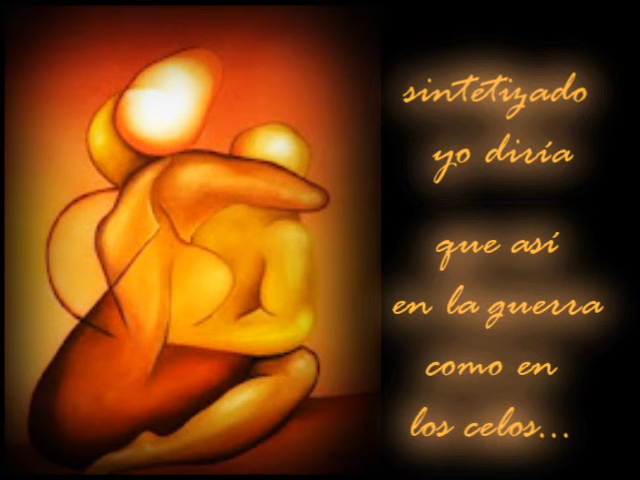 sintetizado
yo diría
que así
en la guerra
como en
los celos...